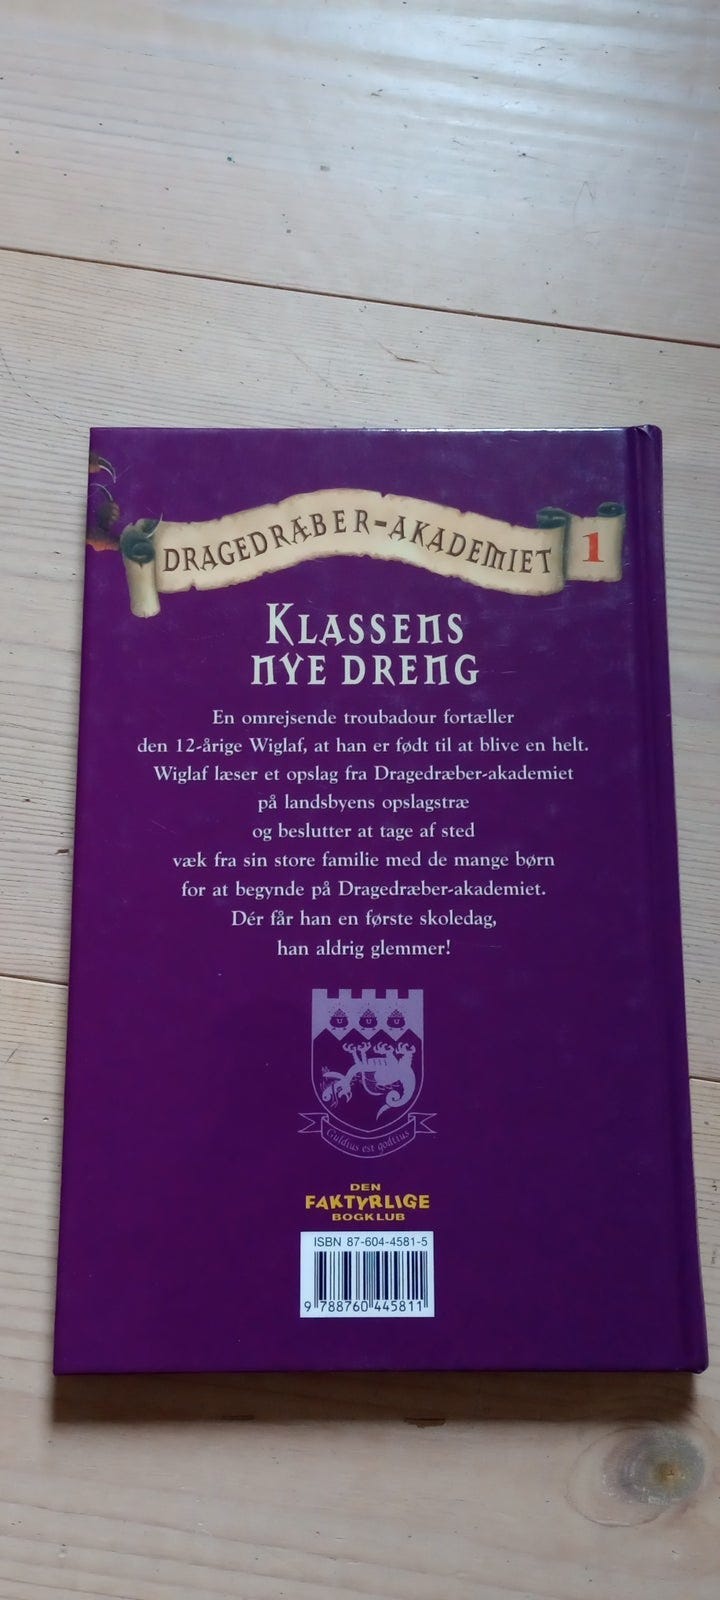 DRAGEDRÆBER-AKADEMIET 1
KLASSENS
NYE DRENG
En omrejsende troubadour fortæller
den 12-årige Wiglaf, at han er født til at blive en helt.
Wiglaf læser et opslag fra Dragedræber-akademiet
på landsbyens opslagstræ
og beslutter at tage af sted
væk fra sin store familie med de mange børn
for at begynde på Dragedræber-akademiet.
Dér får han en første skoledag,
han aldrig glemmer!
Guldius est godtius
DEN
FAKTYRLIGE
BOGKLUB
ISBN 87-604-4581-5
9 788760 445811